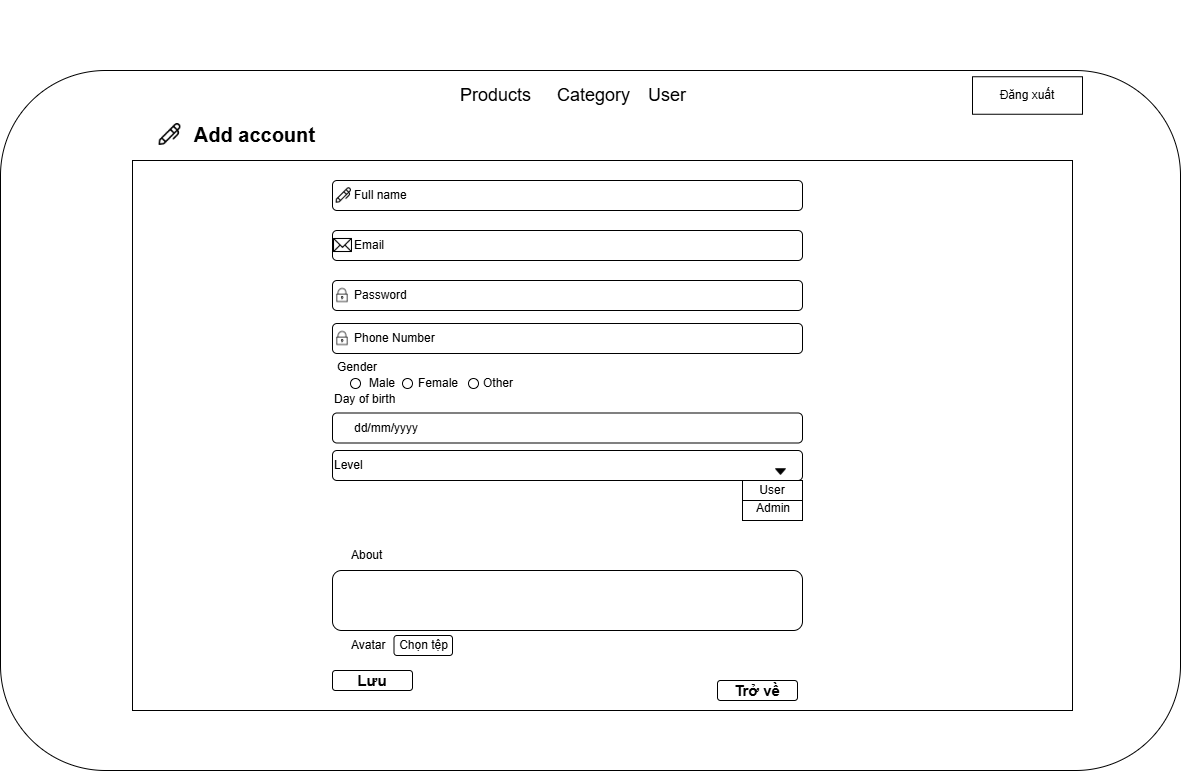 Products Category User Đăng xuất
Add account
Full name
Email
Password
Phone Number
Gender
Male Female Other
Day of birth
dd/mm/yyyy
Level
User
Admin
About
Avatar Chọn tệp
Lưu
Trở về